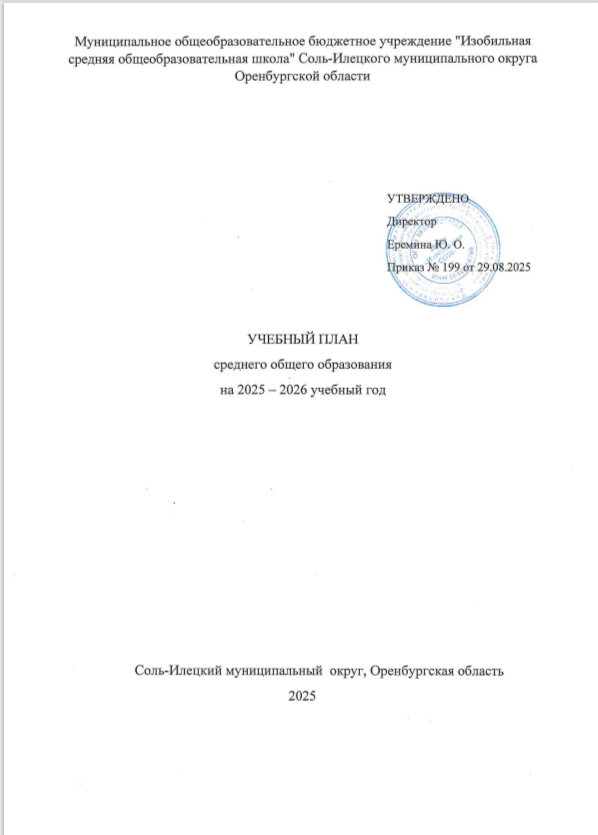 Муниципальное общеобразовательное бюджетное учреждение "Изобильная
средняя общеобразовательная школа" Соль-Илецкого муниципального округа
Оренбургской области
УТВЕРЖДЕНО
Директор
Еремина Ю. О.
Приказ № 199 от 29.08.2025
УЧЕБНЫЙ ПЛАН
среднего общего образования
на 2025 – 2026 учебный год
Соль-Илецкий муниципальный  округ, Оренбургская область
2025